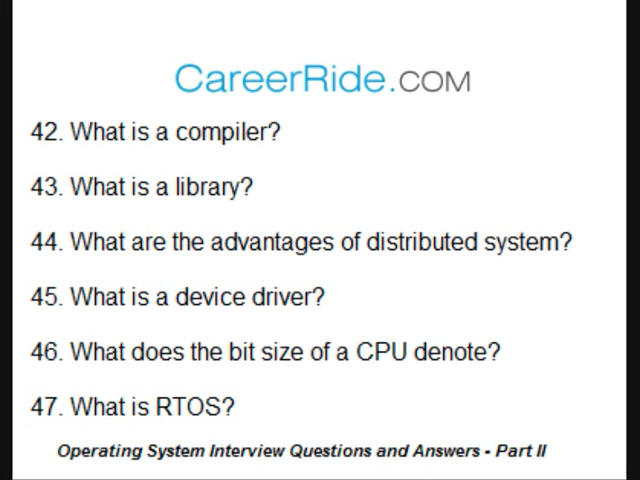 CareerRide.COM
42. What is a compiler?
43. What is a library?
44. What are the advantages of distributed system?
45. What is a device driver?
46. What does the bit size of a CPU denote?
47. What is RTOS?
Operating System Interview Questions and Answers - Part II